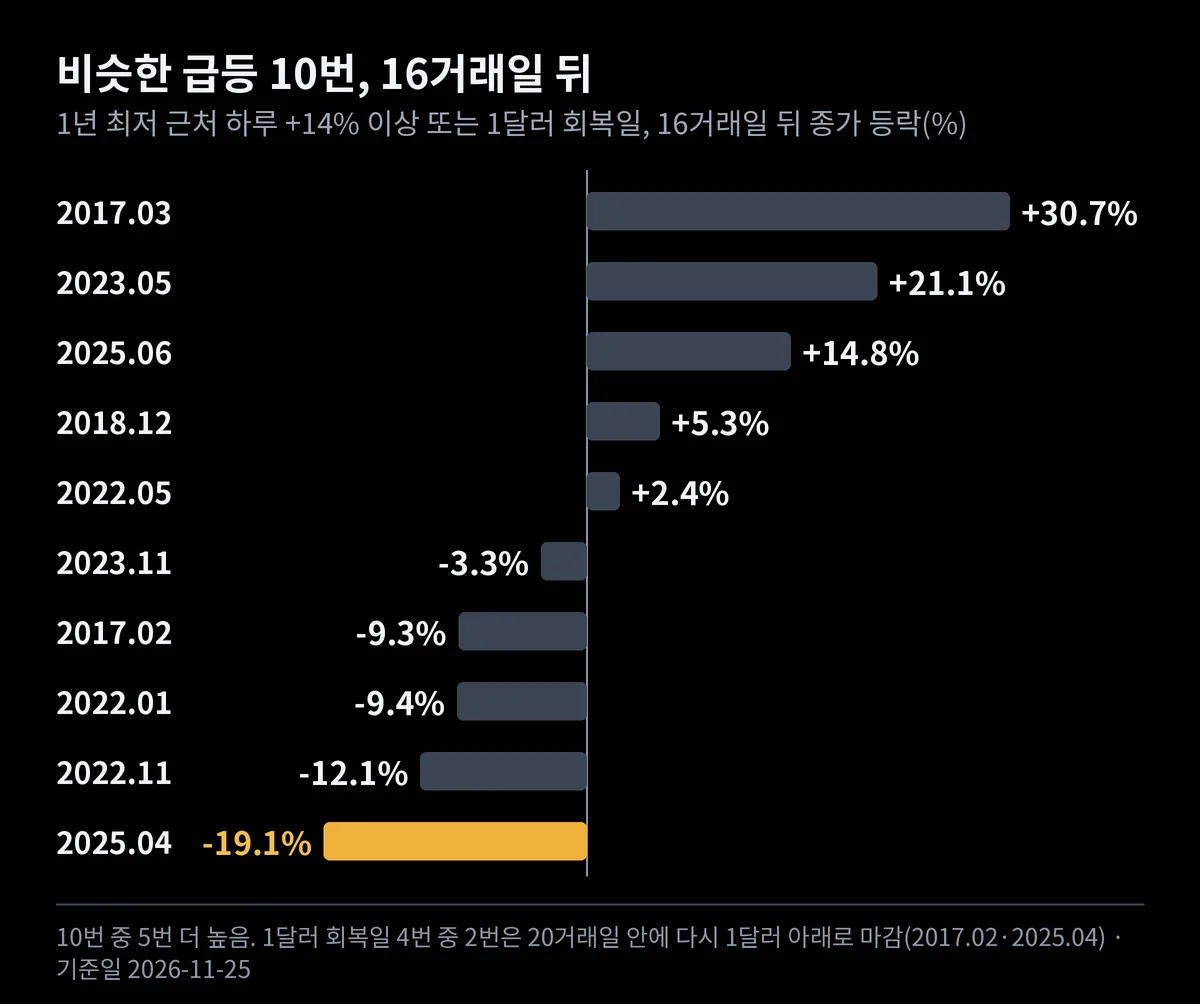 비슷한 급등 10번, 16거래일 뒤
1년 최저 근처 하루 +14% 이상 또는 1달러 회복일, 16거래일 뒤 종가 등락(%)
2017.03 +30.7%
2023.05 +21.1%
2025.06 +14.8%
2018.12 +5.3%
2022.05 +2.4%
2023.11 -3.3%
2017.02 -9.3%
2022.01 -9.4%
2022.11 -12.1%
2025.04 -19.1%
10번 중 5번 더 높음. 1달러 회복일 4번 중 2번은 20거래일 안에 다시 1달러 아래로 마감(2017.02·2025.04) ·
기준일 2026-11-25